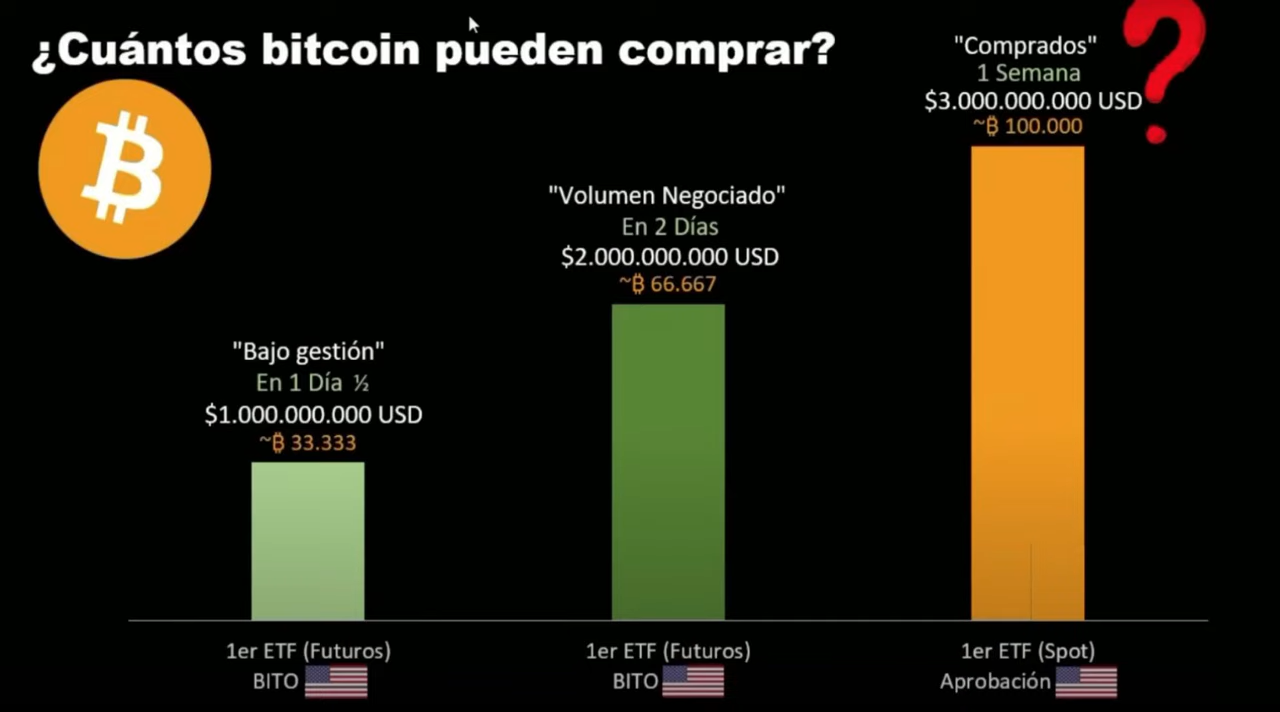 ¿Cuántos bitcoin pueden comprar?
"Comprados"
1 Semana
$3.000.000.000 USD
~₿ 100.000
"Volumen Negociado"
En 2 Días
$2.000.000.000 USD
~₿ 66.667
"Bajo gestión"
En 1 Día ½
$1.000.000.000 USD
~₿ 33.333
1er ETF (Futuros)
BITO
1er ETF (Futuros)
BITO
1er ETF (Spot)
Aprobación